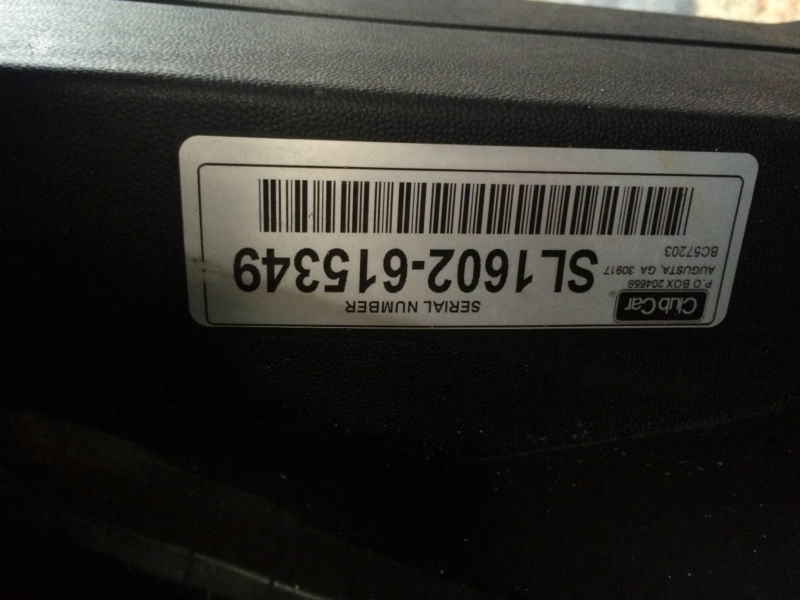 Club Car
P.O BOX 204658
AUGUSTA, GA 30917
BC57203
SERIAL NUMBER
SL1602-615349